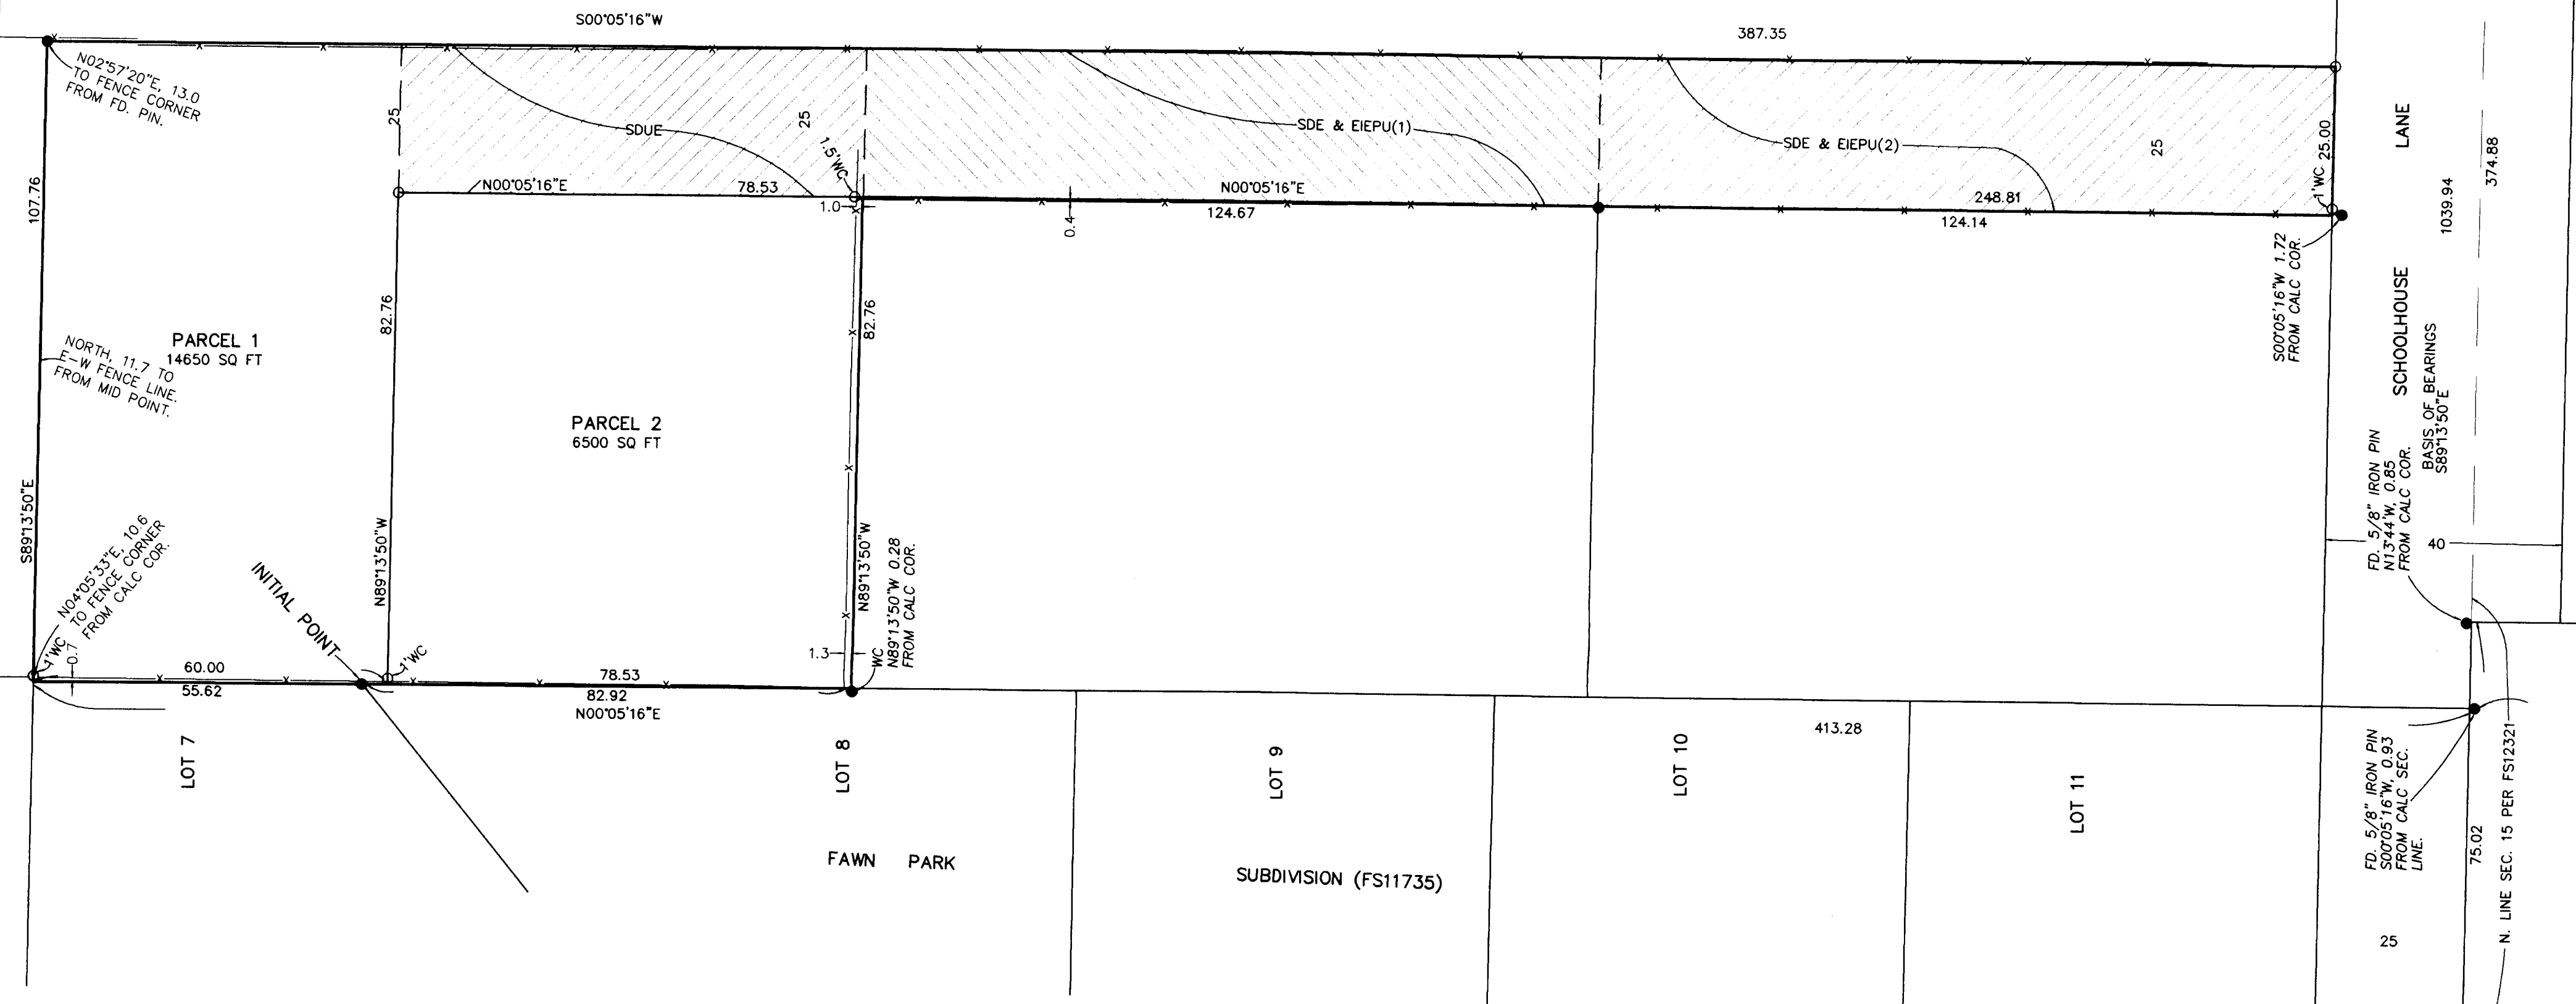 S00°05'16"W
387.35
N02°57'20"E, 13.0
TO FENCE CORNER
FROM FD. PIN.
107.76
25
SDUE
25
1.5'WC
SDE & EIEPU(1)
SDE & EIEPU(2)
25
25.00
1'WC
LANE
374.88
1039.94
N00°05'16"E
78.53
1.0
N00°05'16"E
124.67
0.4
248.81
124.14
S00°05'16"W 1.72
FROM CALC COR.
SCHOOLHOUSE
BASIS OF BEARINGS
S89°13'50"E
82.76
82.76
PARCEL 1
14650 SQ FT
NORTH, 11.7 TO
E-W FENCE LINE.
FROM MID POINT.
PARCEL 2
6500 SQ FT
S89°13'50"E
N04°05'33"E, 10.6
TO FENCE CORNER
FROM CALC COR.
1'WC
0.7
INITIAL POINT
N89°13'50"W
1'WC
N89°13'50"W
WC
N89°13'50"W 0.28
FROM CALC COR.
1.3
FD. 5/8" IRON PIN
N13°44'W, 0.85
FROM CALC COR.
40
60.00
55.62
78.53
82.92
N00°05'16"E
413.28
LOT 7
LOT 8
LOT 9
LOT 10
LOT 11
FAWN PARK
SUBDIVISION (FS11735)
FD. 5/8" IRON PIN
S00°05'16"W, 0.93
FROM CALC SEC.
LINE.
75.02
N. LINE SEC. 15 PER FS12321
25